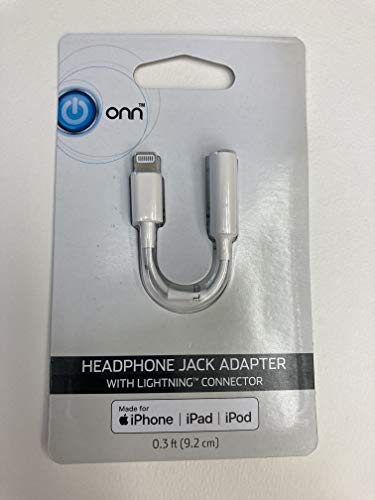 onn™
HEADPHONE JACK ADAPTER
WITH LIGHTNING™ CONNECTOR
Made for
iPhone | iPad | iPod
0.3 ft (9.2 cm)